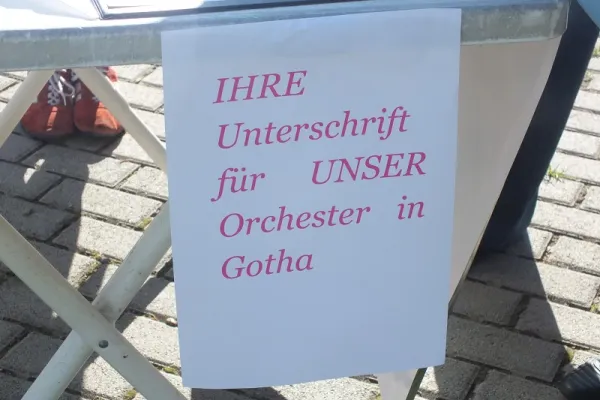 IHRE
Unterschrift
für UNSER
Orchester in
Gotha